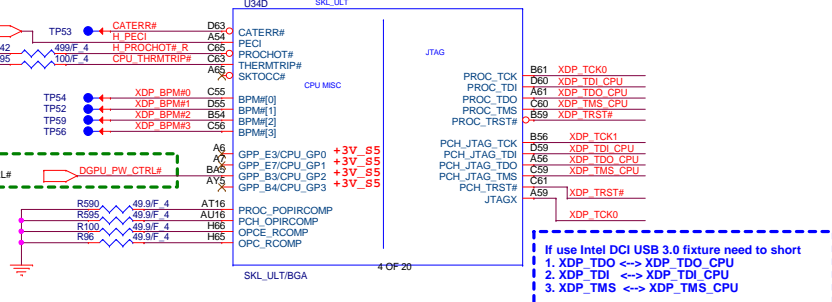 U34D
SKL_ULT
TP53
CATERR#
D63
CATERR#
H_PECI
A54
PECI
42
499/F_4
H_PROCHOT#_R
C65
PROCHOT#
95
100/F_4
CPU_THRMTRIP#
C63
THERMTRIP#
A65
SKTOCC#
CPU MISC
JTAG
TP54
XDP_BPM#0
C55
BPM#[0]
TP52
XDP_BPM#1
D55
BPM#[1]
TP59
XDP_BPM#2
B54
BPM#[2]
TP56
XDP_BPM#3
C56
BPM#[3]
A6
GPP_E3/CPU_GP0
+3V_S5
A7
GPP_E7/CPU_GP1
+3V_S5
L#
DGPU_PW_CTRL#
BA5
GPP_B3/CPU_GP2
+3V_S5
AY5
GPP_B4/CPU_GP3
+3V_S5
R590
49.9/F_4
AT16
PROC_POPIRCOMP
R595
49.9/F_4
AU16
PCH_OPIRCOMP
R100
49.9/F_4
H66
OPCE_RCOMP
R96
49.9/F_4
H65
OPC_RCOMP
PROC_TCK
B61
XDP_TCK0
PROC_TDI
D60
XDP_TDI_CPU
PROC_TDO
A61
XDP_TDO_CPU
PROC_TMS
C60
XDP_TMS_CPU
PROC_TRST#
B59
XDP_TRST#
PCH_JTAG_TCK
B56
XDP_TCK1
PCH_JTAG_TDI
D59
XDP_TDI_CPU
PCH_JTAG_TDO
A56
XDP_TDO_CPU
PCH_JTAG_TMS
C59
XDP_TMS_CPU
PCH_TRST#
C61
XDP_TRST#
JTAGX
A59
XDP_TCK0
SKL_ULT/BGA
4 OF 20
If use Intel DCI USB 3.0 fixture need to short
1. XDP_TDO <--> XDP_TDO_CPU
2. XDP_TDI <--> XDP_TDI_CPU
3. XDP_TMS <--> XDP_TMS_CPU